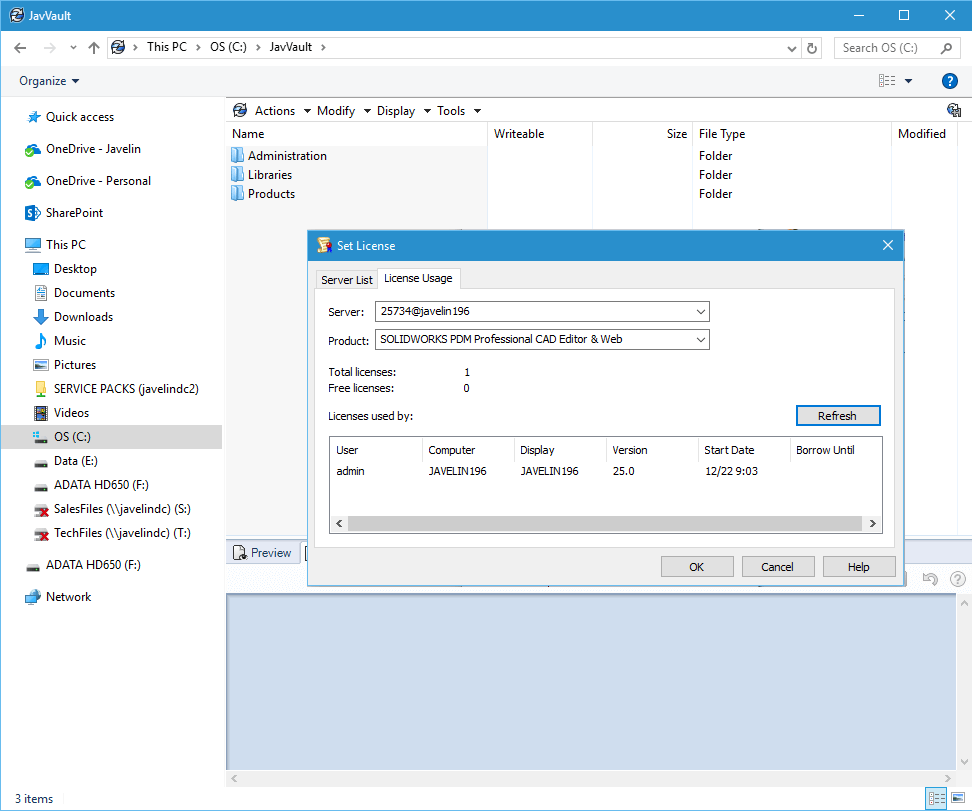 JavVault
This PC OS (C:) JavVault
Search OS (C:)
Organize
?
Quick access
OneDrive - Javelin
OneDrive - Personal
SharePoint
This PC
Desktop
Documents
Downloads
Music
Pictures
SERVICE PACKS (javelindc2)
Videos
OS (C:)
Data (E:)
ADATA HD650 (F:)
SalesFiles (\\javelindc) (S:)
TechFiles (\\javelindc) (T:)
ADATA HD650 (F:)
Network
Actions Modify Display Tools
Name Writeable Size File Type Modified
Administration Folder
Libraries Folder
Products Folder
Set License
Server List License Usage
Server: 25734@javelin196
Product: SOLIDWORKS PDM Professional CAD Editor & Web
Total licenses: 1
Free licenses: 0
Licenses used by: Refresh
User Computer Display Version Start Date Borrow Until
admin JAVELIN196 JAVELIN196 25.0 12/22 9:03
OK Cancel Help
Preview
?
3 items